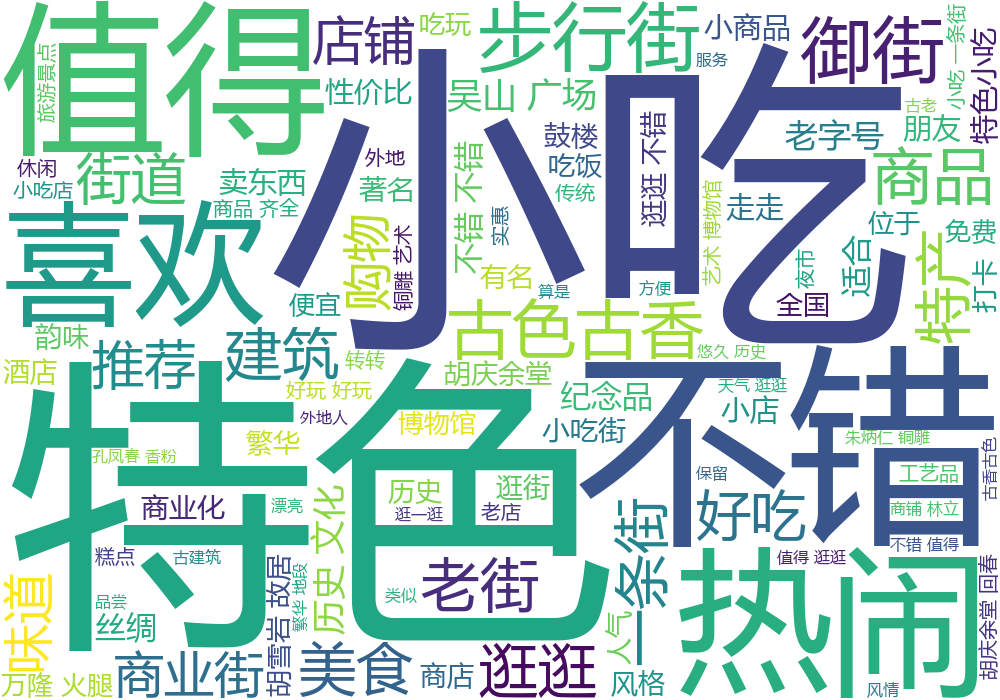 值得
旅游景点
店铺
吃玩
步行街
小商品
服务
御街
小吃 一条街
特色小吃
古老
性价比
吴山 广场
小吃
鼓楼
逛逛 不错
老字号
朋友
休闲
小吃店
街道
外地
卖东西
商品 齐全
著名
不错 不错
吃饭
传统
商品
走走
位于
免费
喜欢
购物
铜雕 艺术
实惠
有名
艺术 博物馆
夜市
适合
特产
打卡
便宜
算是
方便
全国
韵味
建筑
古色古香
悠久 历史
酒店
推荐
转转
胡庆余堂
不错
天气 逛逛
好玩 好玩
纪念品
小店
外地人
博物馆
小吃街
朱炳仁 铜雕
繁华
孔凤春 香粉
特色
历史
逛街
保留
工艺品
古香古色
商业化
漂亮
历史 文化
逛一逛
老店
好吃
商铺 林立
一条街
不错 值得
糕点
古建筑
胡雪岩 故居
繁华 地段
老街
热闹
值得 逛逛
胡庆余堂 回春
味道
品尝
丝绸
类似
人气
万隆 火腿
商业街
美食
商店
逛逛
风格
风情